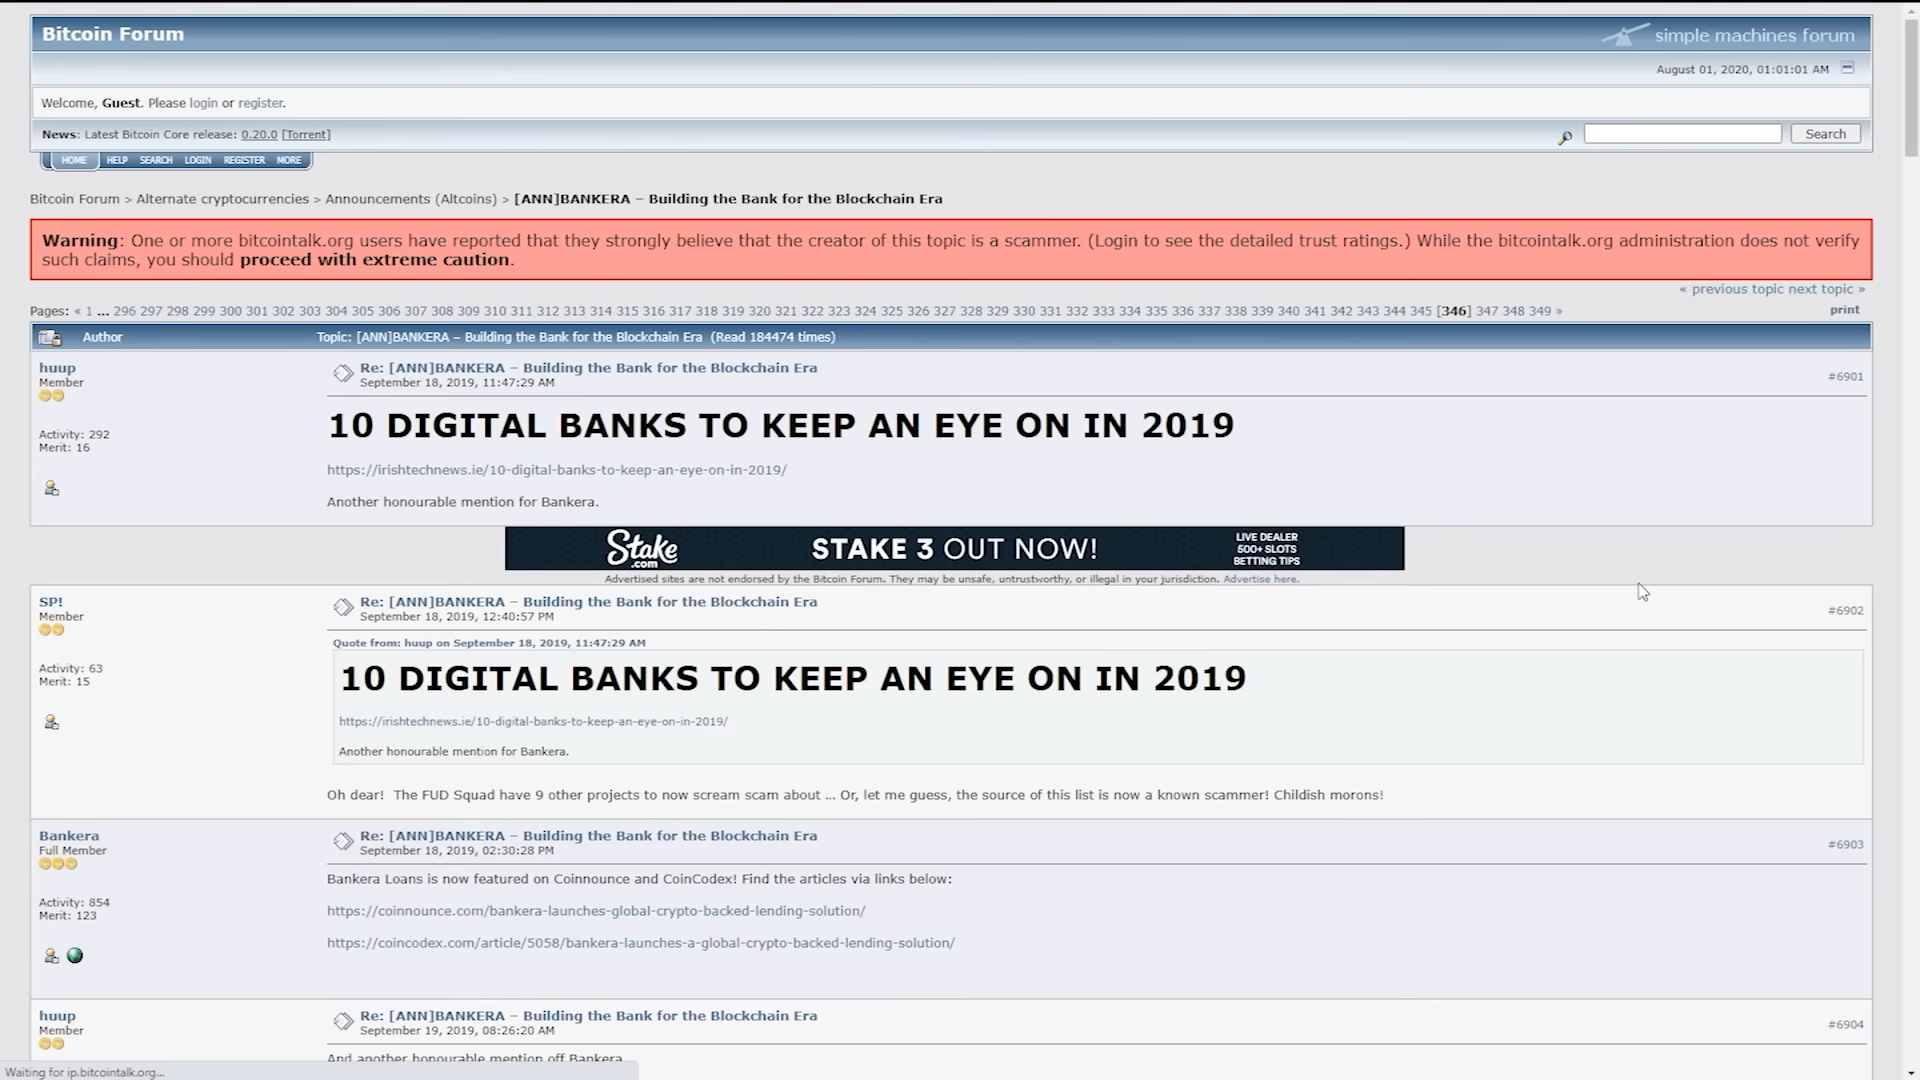 Bitcoin Forum
simple machines forum
August 01, 2020, 01:01:01 AM
Welcome, Guest. Please login or register.
News: Latest Bitcoin Core release: 0.20.0 [Torrent]
Search
HOME HELP SEARCH LOGIN REGISTER MORE
Bitcoin Forum > Alternate cryptocurrencies > Announcements (Altcoins) > [ANN]BANKERA – Building the Bank for the Blockchain Era
Warning: One or more bitcointalk.org users have reported that they strongly believe that the creator of this topic is a scammer. (Login to see the detailed trust ratings.) While the bitcointalk.org administration does not verify
such claims, you should proceed with extreme caution.
« previous topic next topic »
Pages: « 1 ... 296 297 298 299 300 301 302 303 304 305 306 307 308 309 310 311 312 313 314 315 316 317 318 319 320 321 322 323 324 325 326 327 328 329 330 331 332 333 334 335 336 337 338 339 340 341 342 343 344 345 [346] 347 348 349 »
print
Author
Topic: [ANN]BANKERA – Building the Bank for the Blockchain Era (Read 184474 times)
huup
Member
Activity: 292
Merit: 16
Re: [ANN]BANKERA – Building the Bank for the Blockchain Era
September 18, 2019, 11:47:29 AM
#6901
10 DIGITAL BANKS TO KEEP AN EYE ON IN 2019
https://irishtechnews.ie/10-digital-banks-to-keep-an-eye-on-in-2019/
Another honourable mention for Bankera.
Stake
.com
STAKE 3 OUT NOW!
LIVE DEALER
500+ SLOTS
BETTING TIPS
Advertised sites are not endorsed by the Bitcoin Forum. They may be unsafe, untrustworthy, or illegal in your jurisdiction. Advertise here.
SP!
Member
Activity: 63
Merit: 15
Re: [ANN]BANKERA – Building the Bank for the Blockchain Era
September 18, 2019, 12:40:57 PM
#6902
Quote from: huup on September 18, 2019, 11:47:29 AM
10 DIGITAL BANKS TO KEEP AN EYE ON IN 2019
https://irishtechnews.ie/10-digital-banks-to-keep-an-eye-on-in-2019/
Another honourable mention for Bankera.
Oh dear! The FUD Squad have 9 other projects to now scream scam about ... Or, let me guess, the source of this list is now a known scammer! Childish morons!
Bankera
Full Member
Activity: 854
Merit: 123
Re: [ANN]BANKERA – Building the Bank for the Blockchain Era
September 18, 2019, 02:30:28 PM
#6903
Bankera Loans is now featured on Coinnounce and CoinCodex! Find the articles via links below:
https://coinnounce.com/bankera-launches-global-crypto-backed-lending-solution/
https://coincodex.com/article/5058/bankera-launches-a-global-crypto-backed-lending-solution/
huup
Member
Re: [ANN]BANKERA – Building the Bank for the Blockchain Era
September 19, 2019, 08:26:20 AM
#6904
And another honourable mention off Bankera
Waiting for ip.bitcointalk.org...